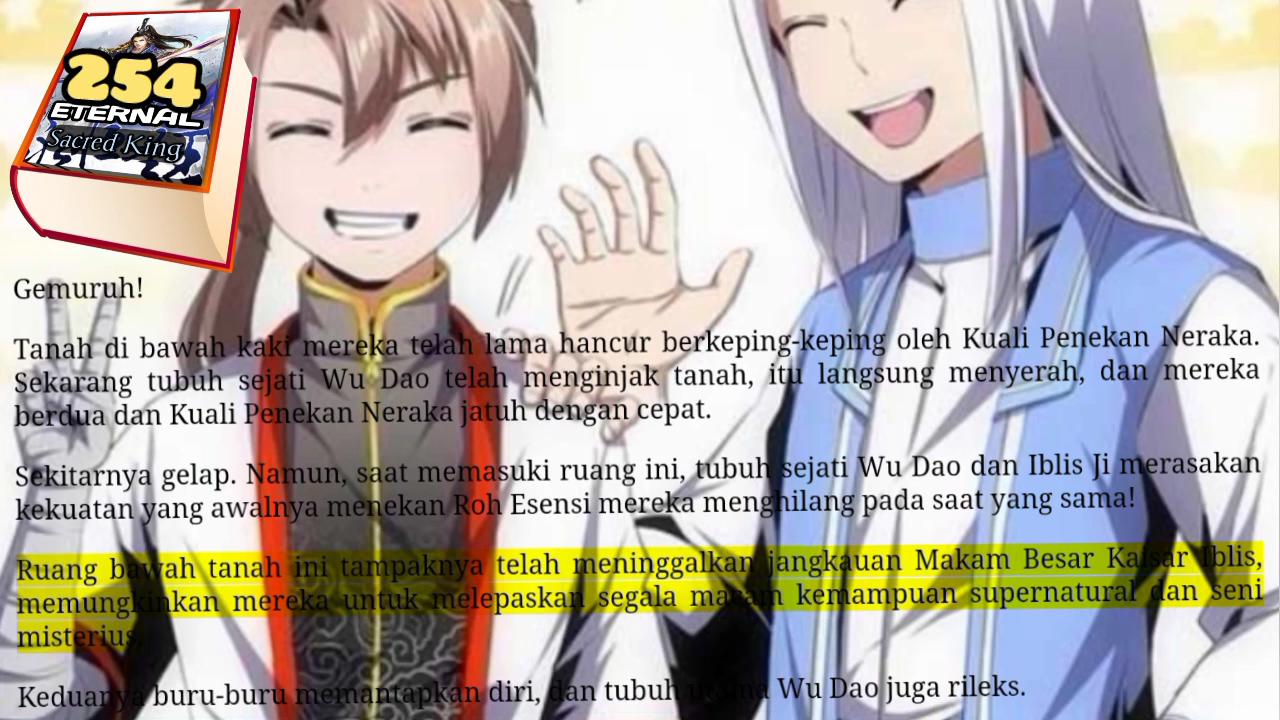 254
ETERNAL
Sacred King
Gemuruh!
Tanah di bawah kaki mereka telah lama hancur berkeping-keping oleh Kuali Penekan Neraka.
Sekarang tubuh sejati Wu Dao telah menginjak tanah, itu langsung menyerah, dan mereka
berdua dan Kuali Penekan Neraka jatuh dengan cepat.
Sekitarnya gelap. Namun, saat memasuki ruang ini, tubuh sejati Wu Dao dan Iblis Ji merasakan
kekuatan yang awalnya menekan Roh Esensi mereka menghilang pada saat yang sama!
Ruang bawah tanah ini tampaknya telah meninggalkan jangkauan Makam Besar Kaisar Iblis,
memungkinkan mereka untuk melepaskan segala macam kemampuan supernatural dan seni
misterius.
Keduanya buru-buru memantapkan diri, dan tubuh utama Wu Dao juga rileks.